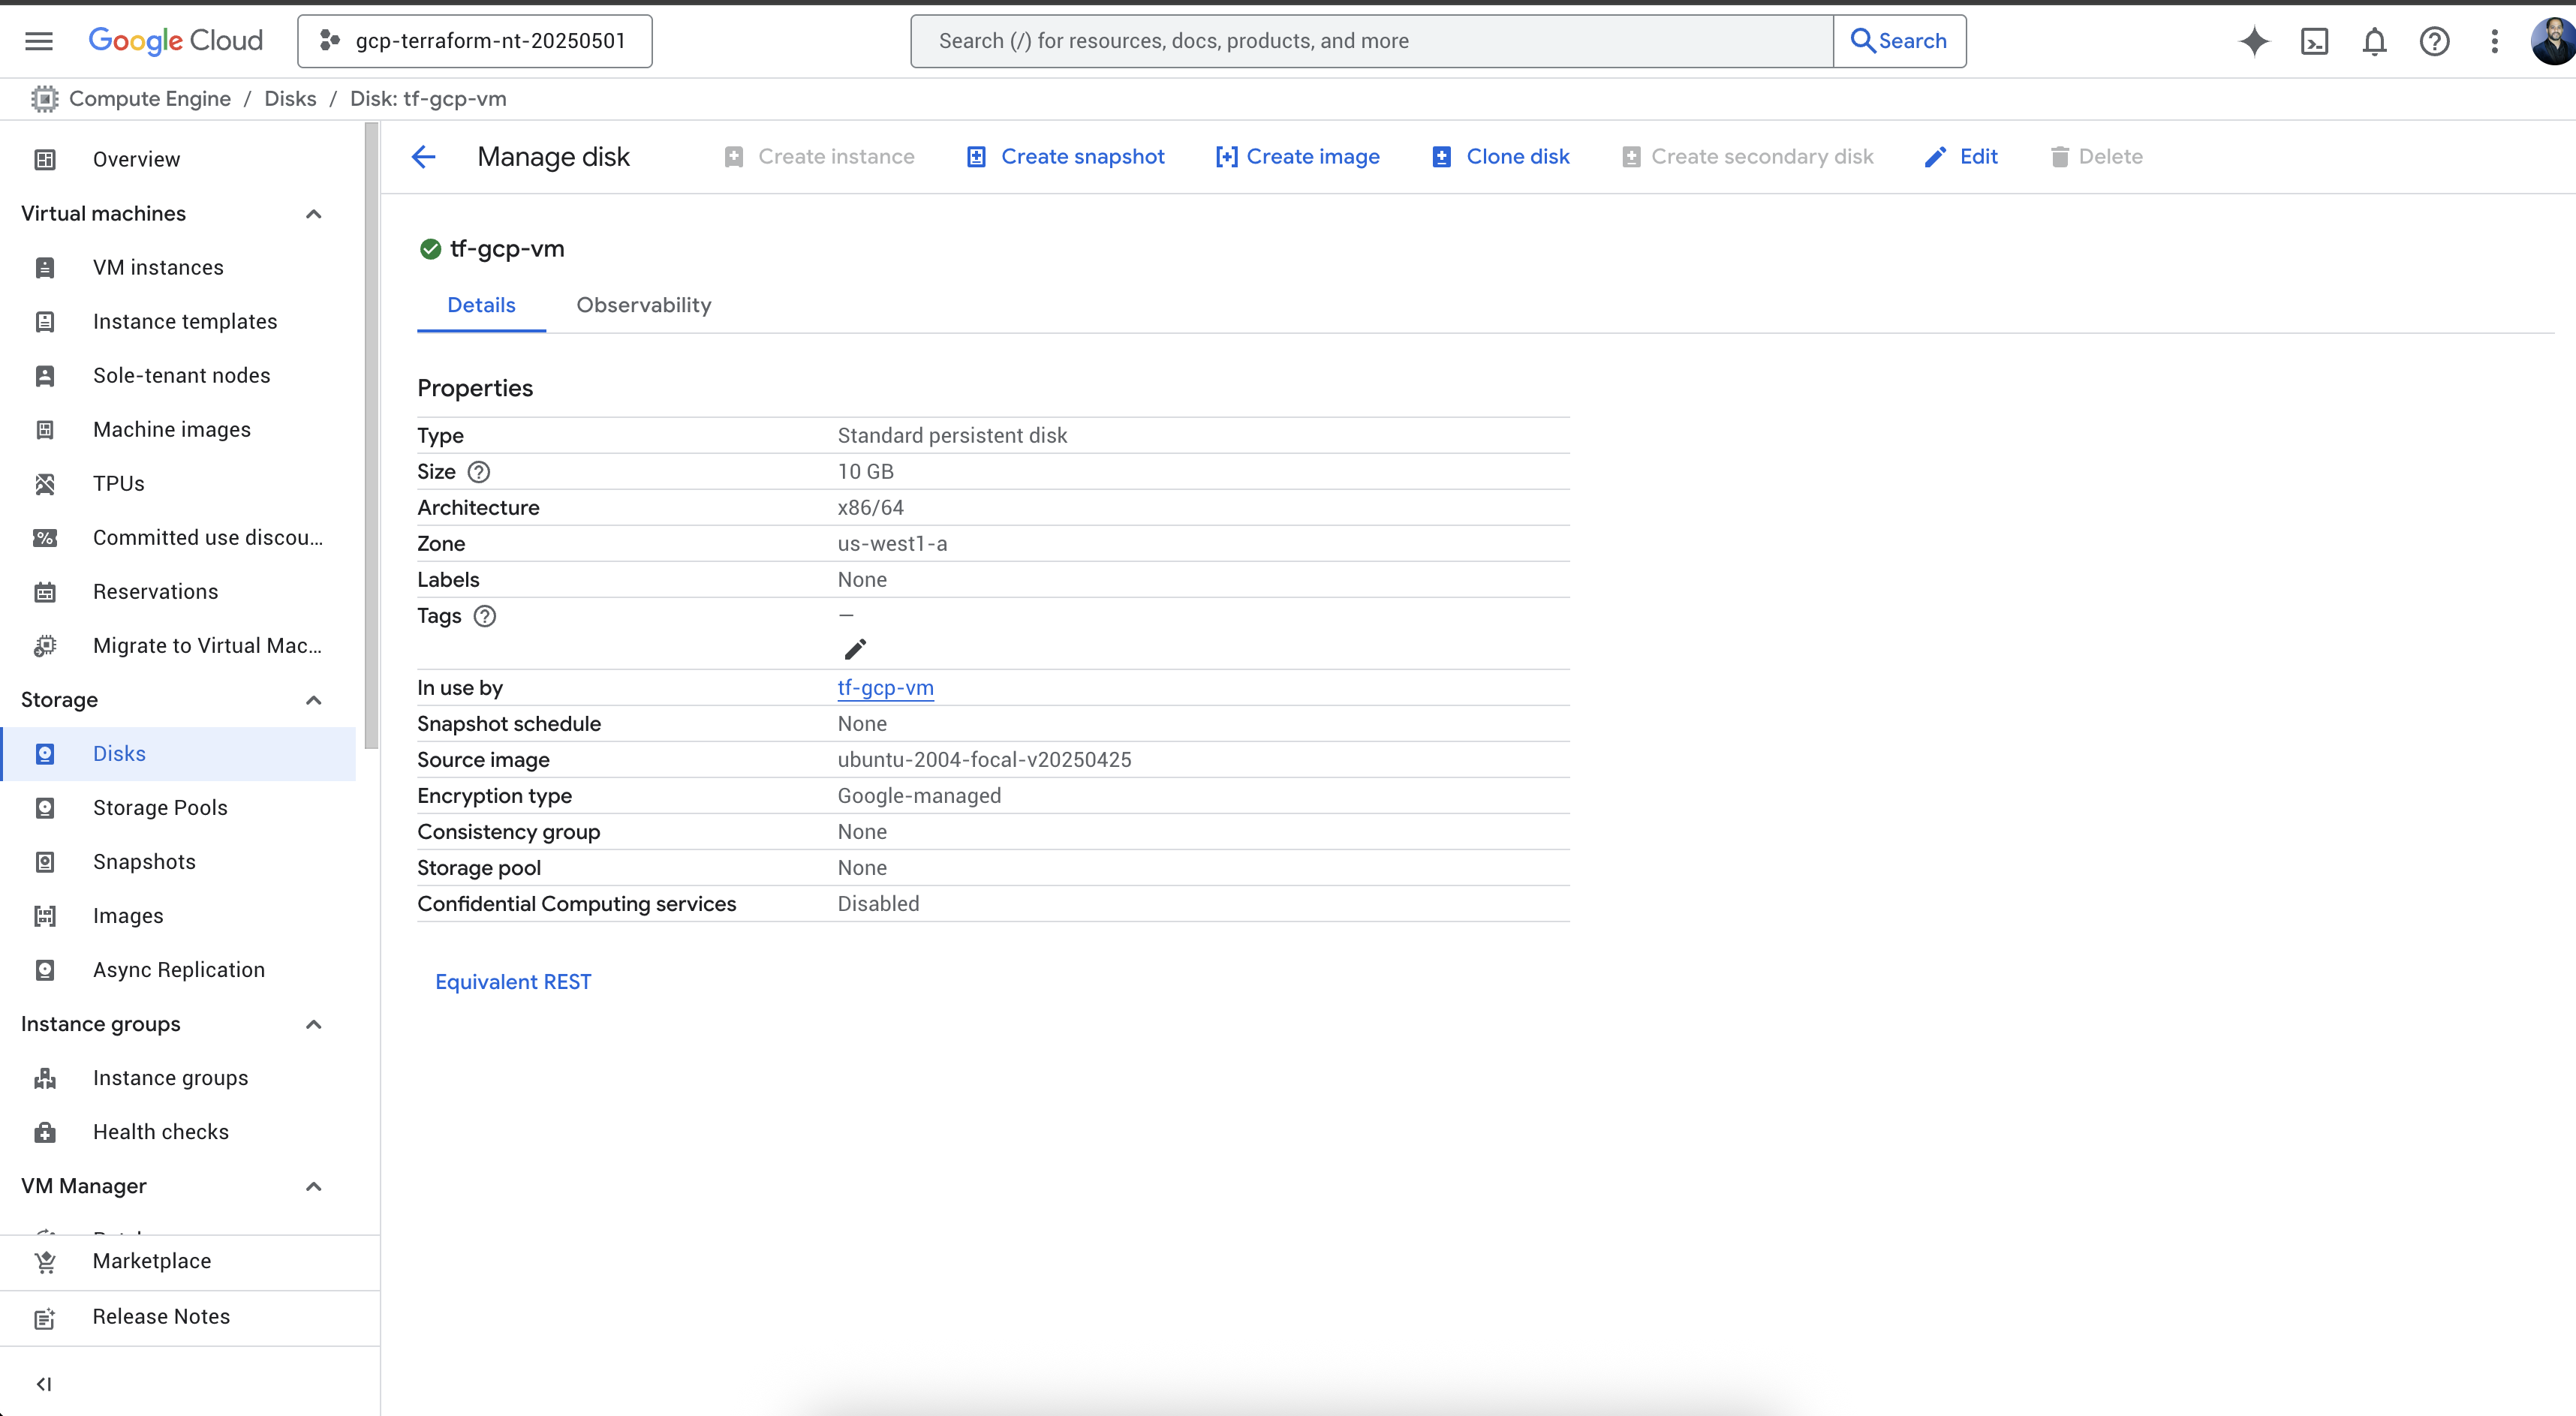 Google Cloud
gcp-terraform-nt-20250501
Search (/) for resources, docs, products, and more
Search
Compute Engine / Disks / Disk: tf-gcp-vm
Overview
Virtual machines
VM instances
Instance templates
Sole-tenant nodes
Machine images
TPUs
Committed use discou...
Reservations
Migrate to Virtual Mac...
Storage
Disks
Storage Pools
Snapshots
Images
Async Replication
Instance groups
Instance groups
Health checks
VM Manager
Marketplace
Release Notes
Manage disk
Create instance
Create snapshot
Create image
Clone disk
Create secondary disk
Edit
Delete
tf-gcp-vm
Details
Observability
Properties
Type Standard persistent disk
Size 10 GB
Architecture x86/64
Zone us-west1-a
Labels None
Tags —
In use by tf-gcp-vm
Snapshot schedule None
Source image ubuntu-2004-focal-v20250425
Encryption type Google-managed
Consistency group None
Storage pool None
Confidential Computing services Disabled
Equivalent REST